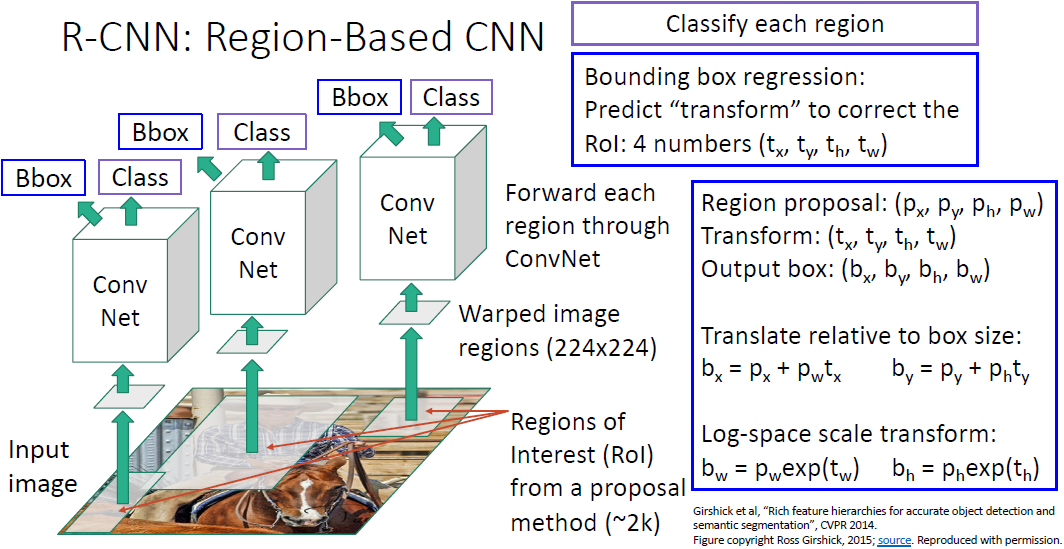 R-CNN: Region-Based CNN
Classify each region
Bounding box regression:
Predict “transform” to correct the
RoI: 4 numbers (tx, ty, th, tw)
Bbox
Class
Bbox
Class
Bbox
Class
Conv
Net
Conv
Net
Conv
Net
Forward each
region through
ConvNet
Warped image
regions (224x224)
Regions of
Interest (RoI)
from a proposal
method (~2k)
Input
image
Region proposal: (px, py, ph, pw)
Transform: (tx, ty, th, tw)
Output box: (bx, by, bh, bw)
Translate relative to box size:
bx = px + pwtx by = py + phty
Log-space scale transform:
bw = pwexp(tw) bh = phexp(th)
Girshick et al, “Rich feature hierarchies for accurate object detection and
semantic segmentation”, CVPR 2014.
Figure copyright Ross Girshick, 2015; source. Reproduced with permission.